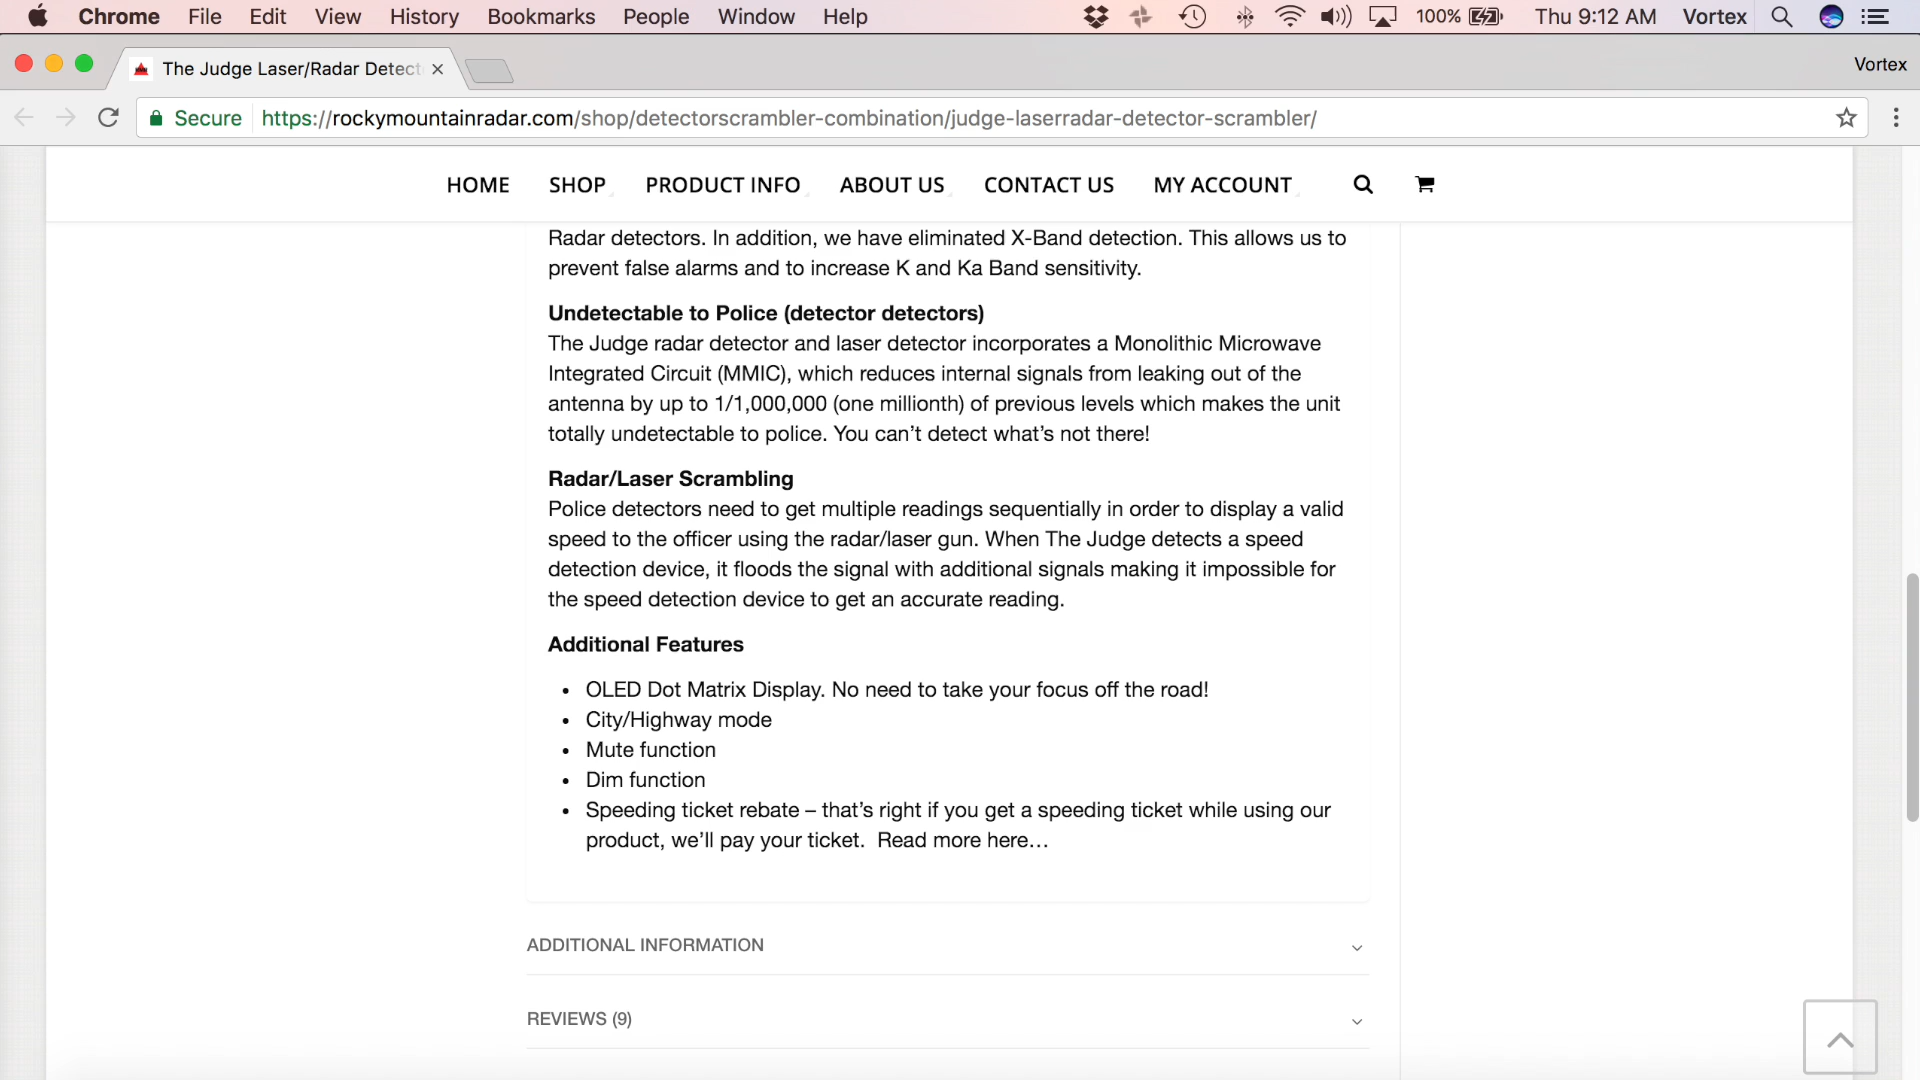 Chrome File Edit View History Bookmarks People Window Help 100% Thu 9:12 AM Vortex
The Judge Laser/Radar Detect
Vortex
Secure https://rockymountainradar.com/shop/detectorscrambler-combination/judge-laserradar-detector-scrambler/
HOME SHOP PRODUCT INFO ABOUT US CONTACT US MY ACCOUNT
Radar detectors. In addition, we have eliminated X-Band detection. This allows us to
prevent false alarms and to increase K and Ka Band sensitivity.
Undetectable to Police (detector detectors)
The Judge radar detector and laser detector incorporates a Monolithic Microwave
Integrated Circuit (MMIC), which reduces internal signals from leaking out of the
antenna by up to 1/1,000,000 (one millionth) of previous levels which makes the unit
totally undetectable to police. You can’t detect what’s not there!
Radar/Laser Scrambling
Police detectors need to get multiple readings sequentially in order to display a valid
speed to the officer using the radar/laser gun. When The Judge detects a speed
detection device, it floods the signal with additional signals making it impossible for
the speed detection device to get an accurate reading.
Additional Features
• OLED Dot Matrix Display. No need to take your focus off the road!
• City/Highway mode
• Mute function
• Dim function
• Speeding ticket rebate – that’s right if you get a speeding ticket while using our
product, we’ll pay your ticket.  Read more here…
ADDITIONAL INFORMATION
REVIEWS (9)